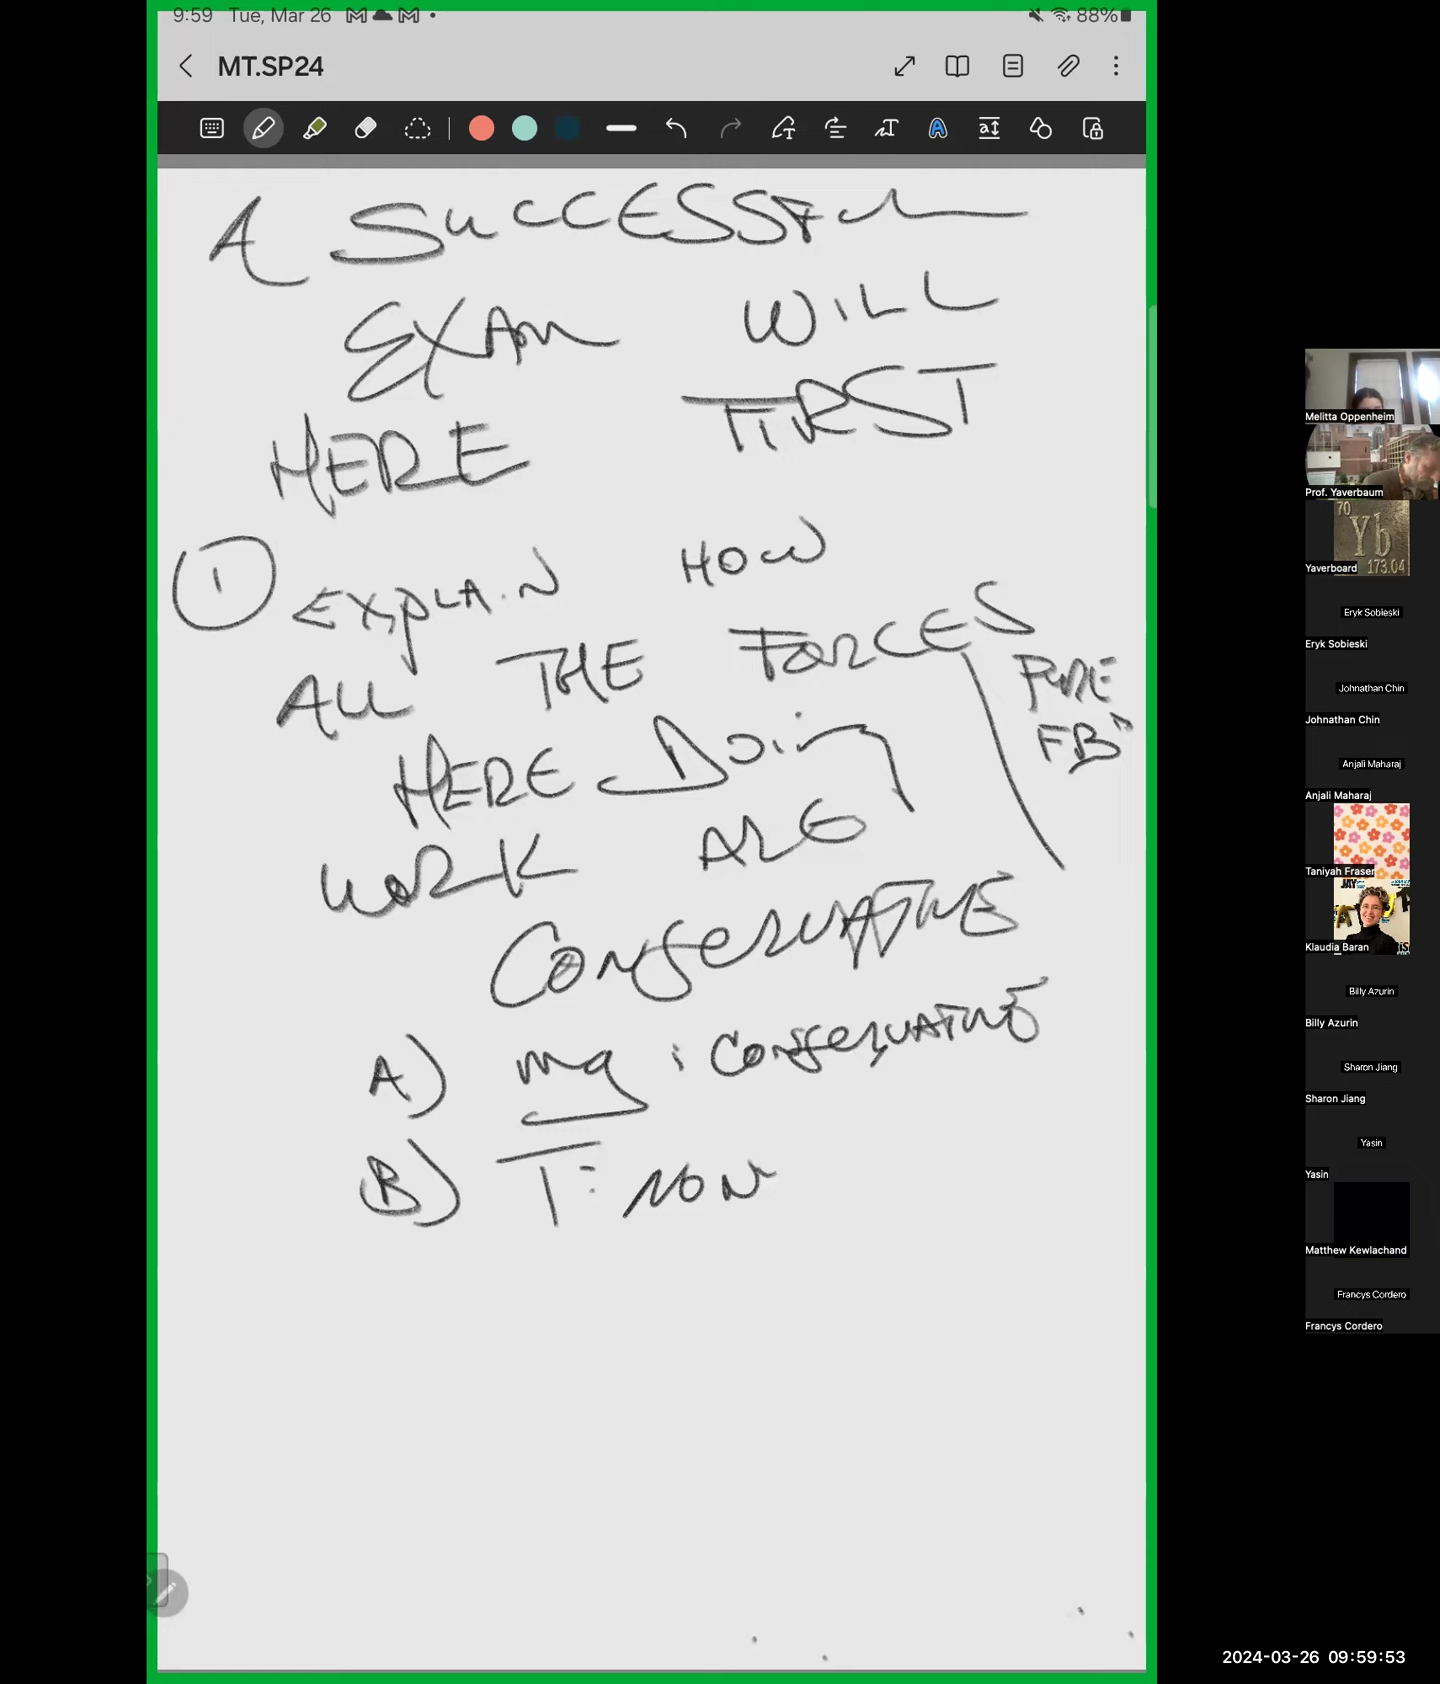 9:59 Tue, Mar 26
88%
MT.SP24
A SUCCESSFUL
EXAM WILL
HERE FIRST
1 EXPLAIN HOW
ALL THE FORCES
PURE
FB"
HERE DOING
WORK ARE
CONSERVATIVE
A) mg : CONSERVATIVE
B) T: NON
Melitta Oppenheim
Prof. Yaverbaum
70
Yb
173.04
Yaverboard
Eryk Sobieski
Eryk Sobieski
Johnathan Chin
Johnathan Chin
Anjali Maharaj
Anjali Maharaj
Taniyah Fraser
JAY
Klaudia Baran
Billy Azurin
Billy Azurin
Sharon Jiang
Sharon Jiang
Yasin
Yasin
Matthew Kewlachand
Francys Cordero
Francys Cordero
2024-03-26 09:59:53